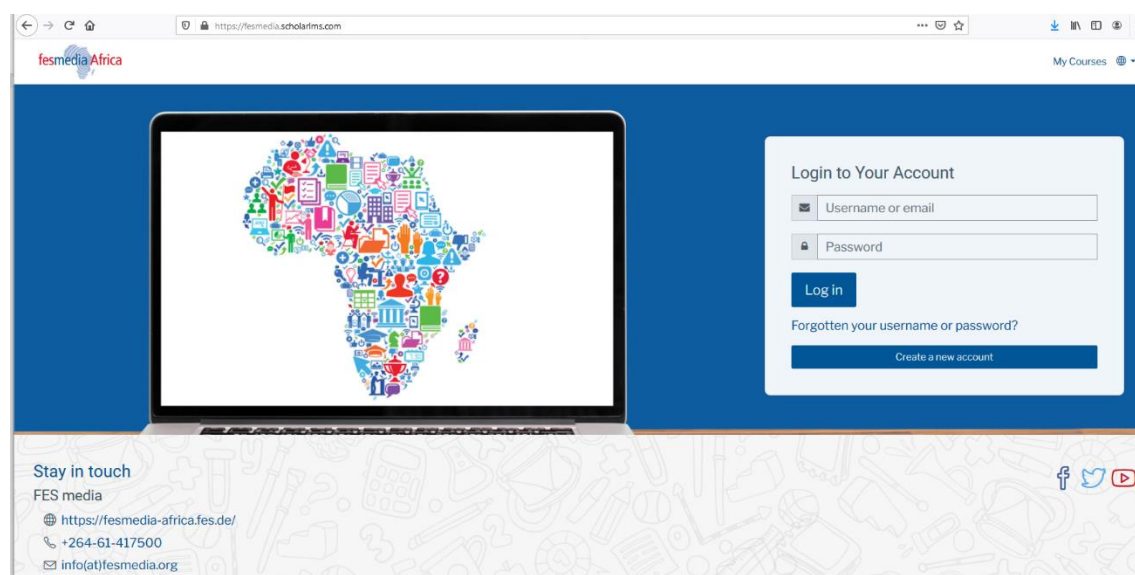 https://fesmedia.scholarlms.com
fesmedia Africa
My Courses
Login to Your Account
Username or email
Password
Log in
Forgotten your username or password?
Create a new account
Stay in touch
FES media
https://fesmedia-africa.fes.de/
+264-61-417500
info(at)fesmedia.org